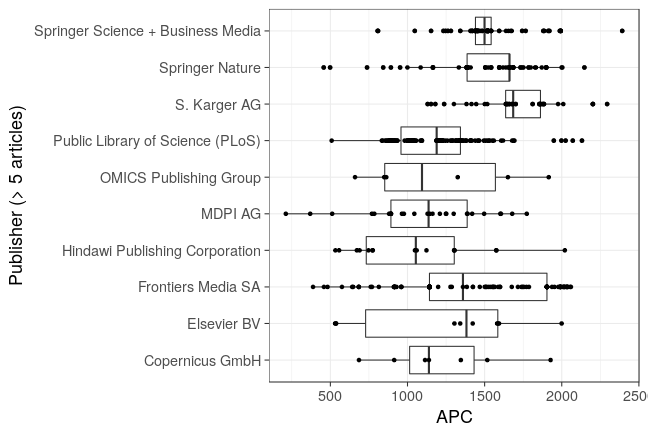 Publisher (> 5 articles)
Springer Science + Business Media
Springer Nature
S. Karger AG
Public Library of Science (PLoS)
OMICS Publishing Group
MDPI AG
Hindawi Publishing Corporation
Frontiers Media SA
Elsevier BV
Copernicus GmbH
500 1000 1500 2000 250
APC